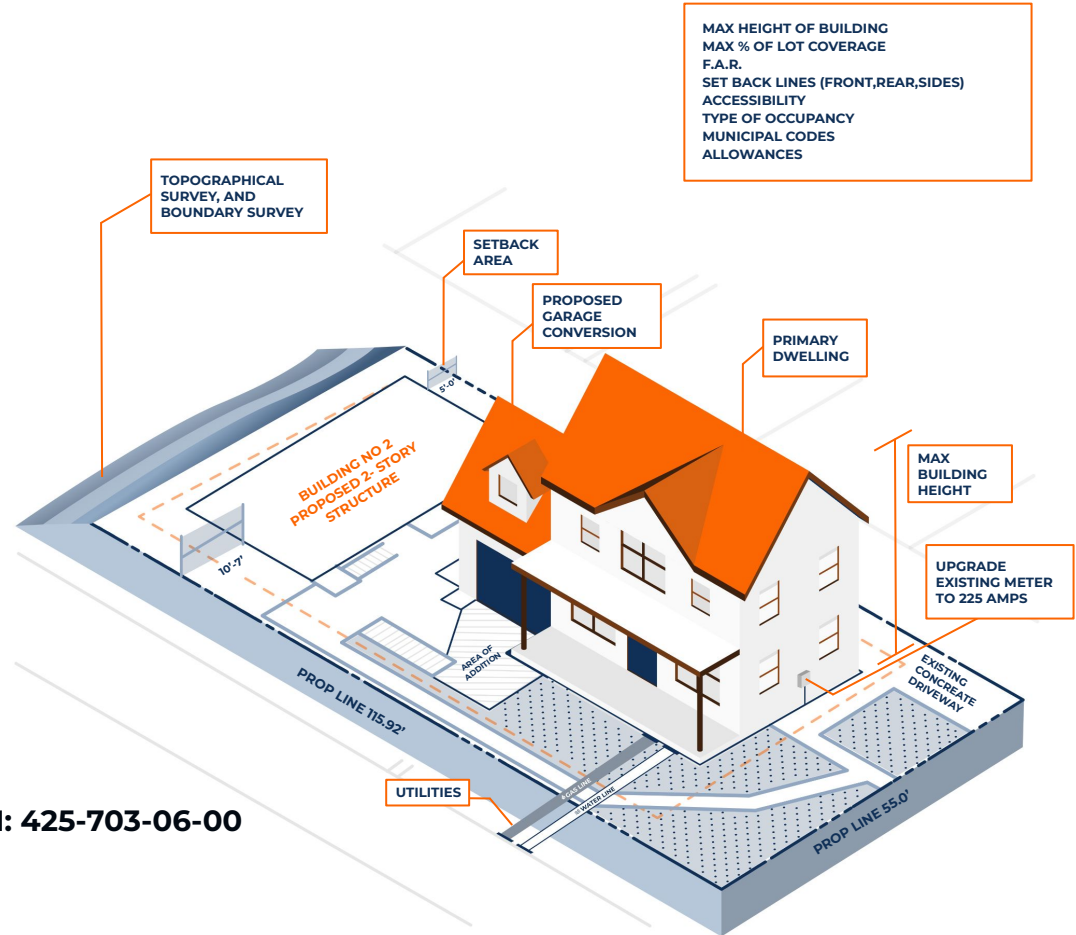 MAX HEIGHT OF BUILDING
MAX % OF LOT COVERAGE
F.A.R.
SET BACK LINES (FRONT,REAR,SIDES)
ACCESSIBILITY
TYPE OF OCCUPANCY
MUNICIPAL CODES
ALLOWANCES
TOPOGRAPHICAL
SURVEY, AND
BOUNDARY SURVEY
SETBACK
AREA
PROPOSED
GARAGE
CONVERSION
PRIMARY
DWELLING
5'-0'
BUILDING NO 2
PROPOSED 2- STORY
STRUCTURE
MAX
BUILDING
HEIGHT
10'-7'
UPGRADE
EXISTING METER
TO 225 AMPS
AREA OF
ADDITION
EXISTING
CONCREATE
DRIVEWAY
PROP LINE 115.92'
UTILITIES
GAS LINE
WATER LINE
PROP LINE 55.0'
: 425-703-06-00